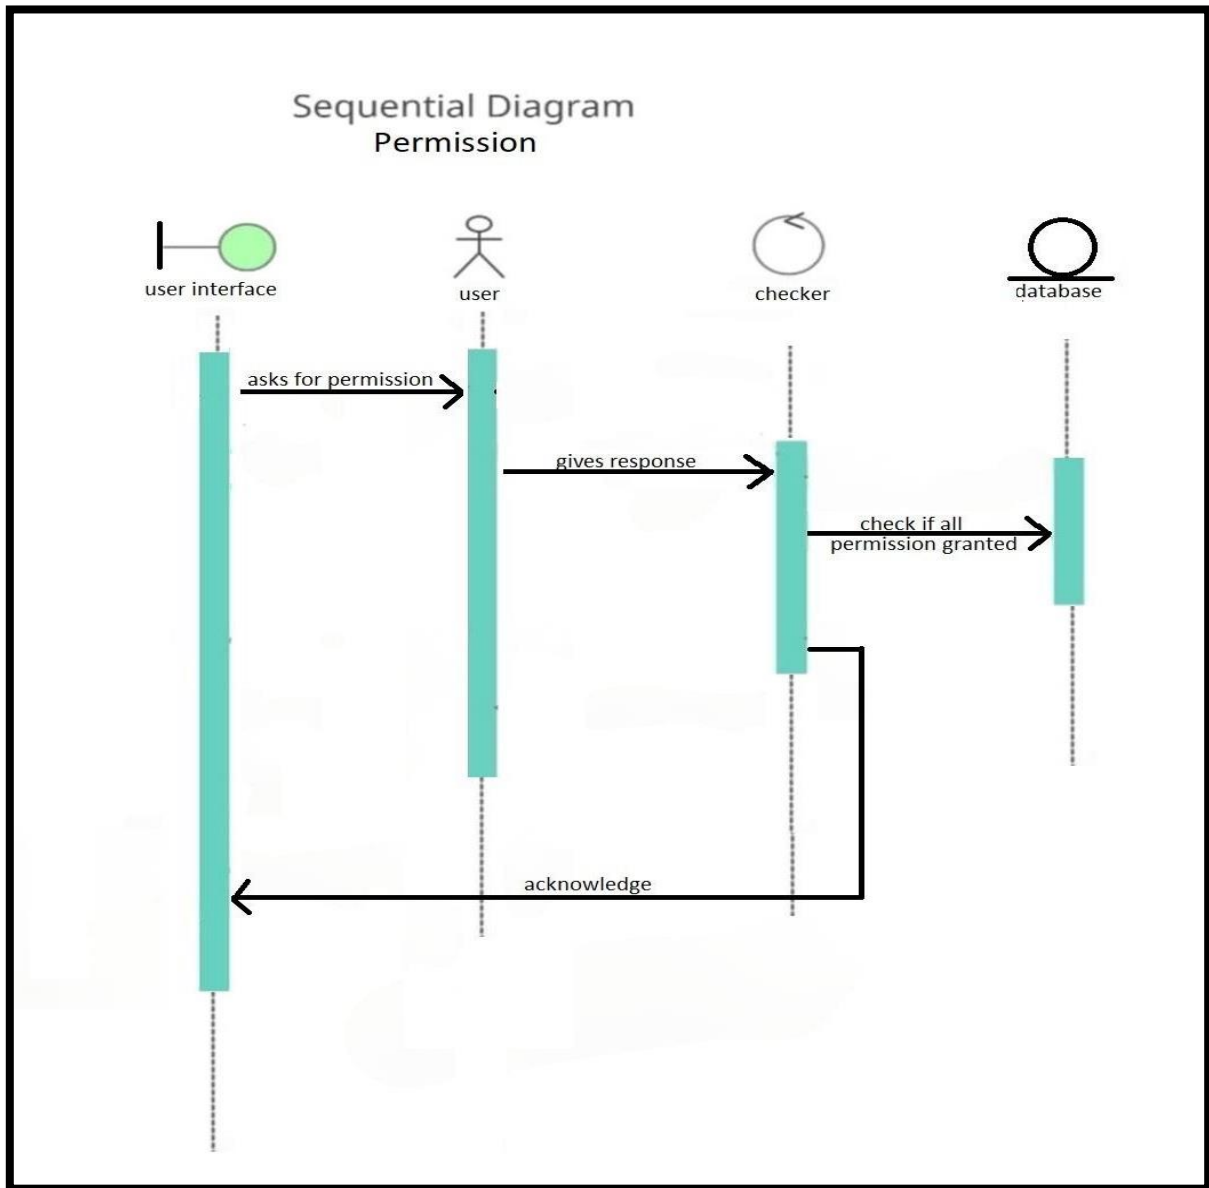 Sequential Diagram
Permission
user interface
user
checker
database
asks for permission
gives response
check if all
permission granted
acknowledge